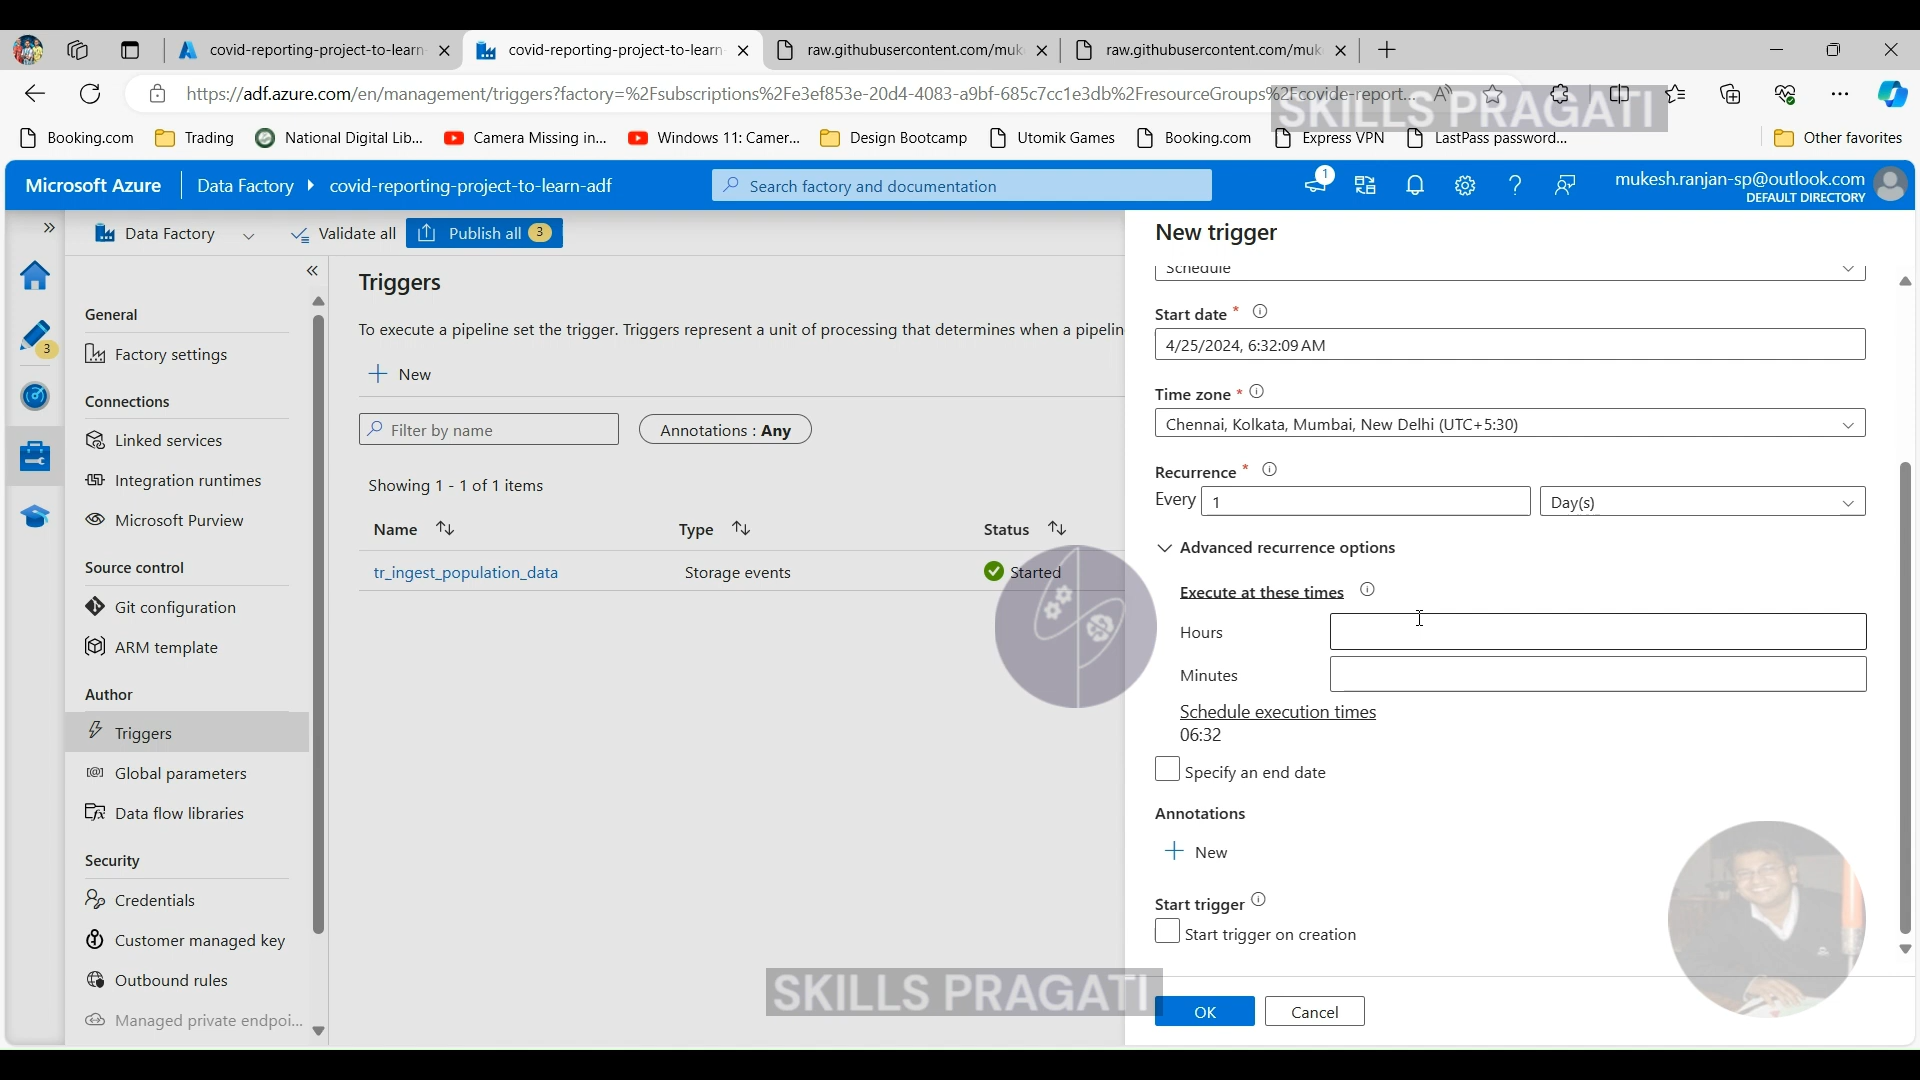 covid-reporting-project-to-learn
covid-reporting-project-to-learn
raw.githubusercontent.com/muk
raw.githubusercontent.com/muk
https://adf.azure.com/en/management/triggers?factory=%2Fsubscriptions%2Fe3ef853e-20d4-4083-a9bf-685c7cc1e3db%2FresourceGroups%2Fcovide-report...
SKILLS PRAGATI
Booking.com
Trading
National Digital Lib...
Camera Missing in...
Windows 11: Camer...
Design Bootcamp
Utomik Games
Booking.com
Express VPN
LastPass password...
Other favorites
Microsoft Azure
Data Factory
covid-reporting-project-to-learn-adf
Search factory and documentation
1
mukesh.ranjan-sp@outlook.com
DEFAULT DIRECTORY
Data Factory
Validate all
Publish all 3
3
General
Factory settings
Connections
Linked services
Integration runtimes
Microsoft Purview
Source control
Git configuration
ARM template
Author
Triggers
Global parameters
Data flow libraries
Security
Credentials
Customer managed key
Outbound rules
Managed private endpoi...
Triggers
To execute a pipeline set the trigger. Triggers represent a unit of processing that determines when a pipelin
New
Filter by name
Annotations : Any
Showing 1 - 1 of 1 items
Name
Type
Status
tr_ingest_population_data
Storage events
Started
New trigger
Schedule
Start date *
4/25/2024, 6:32:09 AM
Time zone *
Chennai, Kolkata, Mumbai, New Delhi (UTC+5:30)
Recurrence *
Every 1 Day(s)
Advanced recurrence options
Execute at these times
Hours
Minutes
Schedule execution times
06:32
Specify an end date
Annotations
New
Start trigger
Start trigger on creation
OK
Cancel
SKILLS PRAGATI